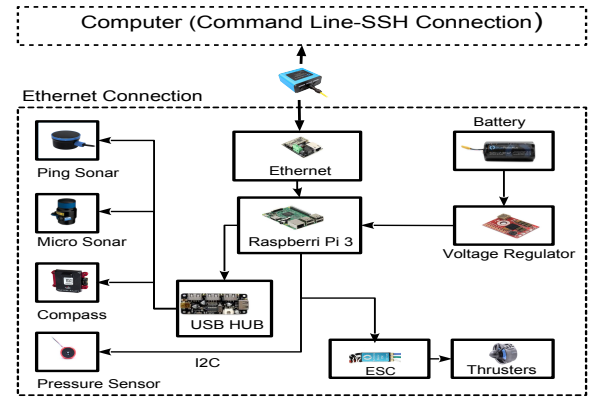 Computer (Command Line-SSH Connection)
Ethernet Connection
Battery
Ping Sonar
Ethernet
Micro Sonar
Raspberri Pi 3
Voltage Regulator
Compass
USB HUB
I2C
ESC
Thrusters
Pressure Sensor